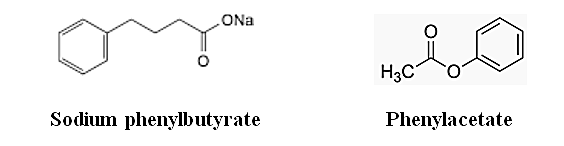 ONa
O
O
H₃C
O
Sodium phenylbutyrate
Phenylacetate